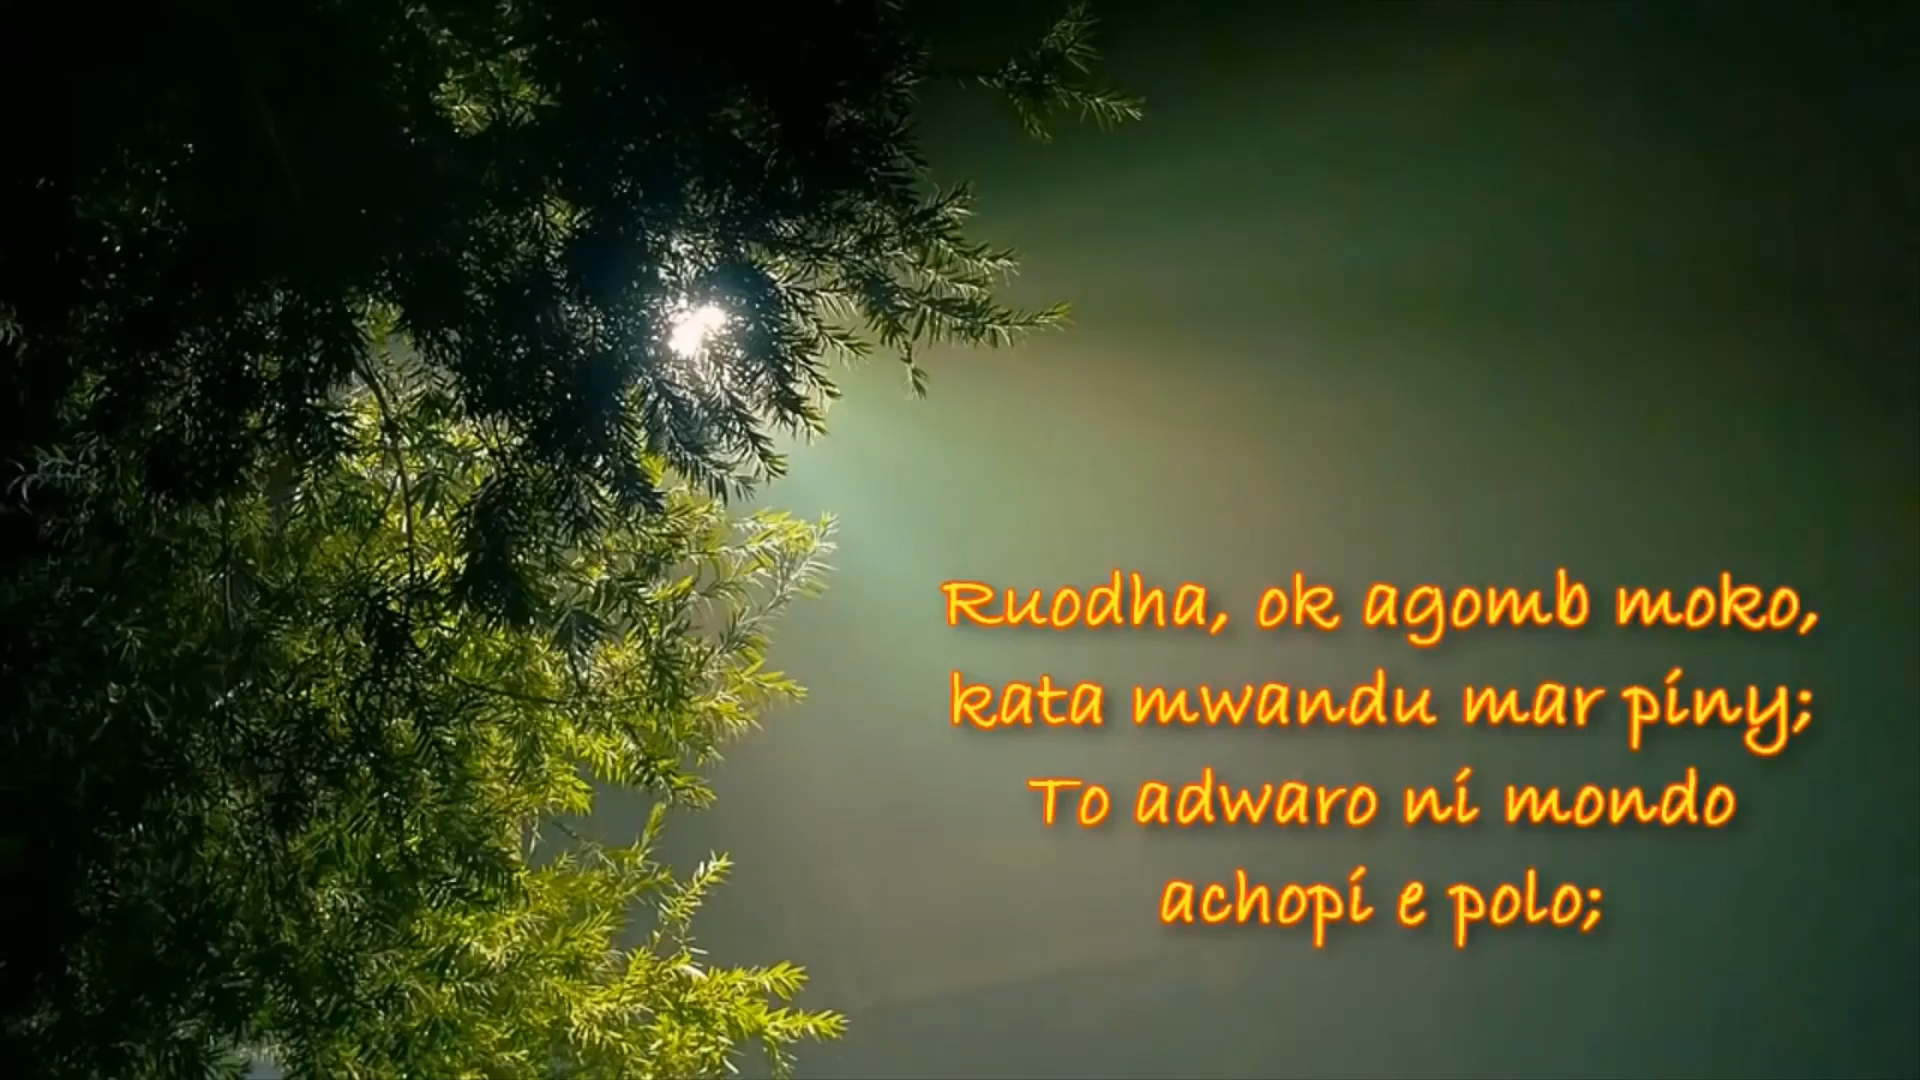 Ruodha, ok agomb moko,
kata mwandu mar piny;
To adwaro ni mondo
achopi e polo;